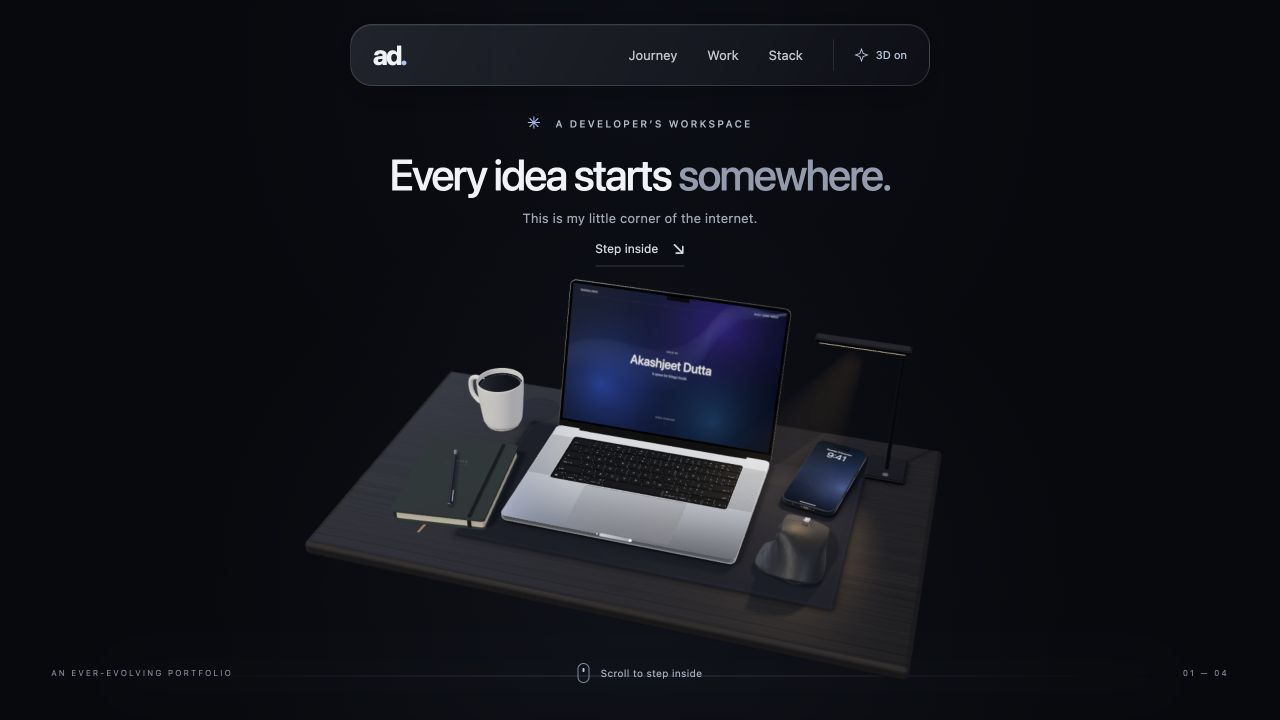 ad.
Journey
Work
Stack
3D on
A DEVELOPER'S WORKSPACE
Every idea starts somewhere.
This is my little corner of the internet.
Step inside
Akashjeet Dutta
9:41
AN EVER-EVOLVING PORTFOLIO
Scroll to step inside
01 — 04